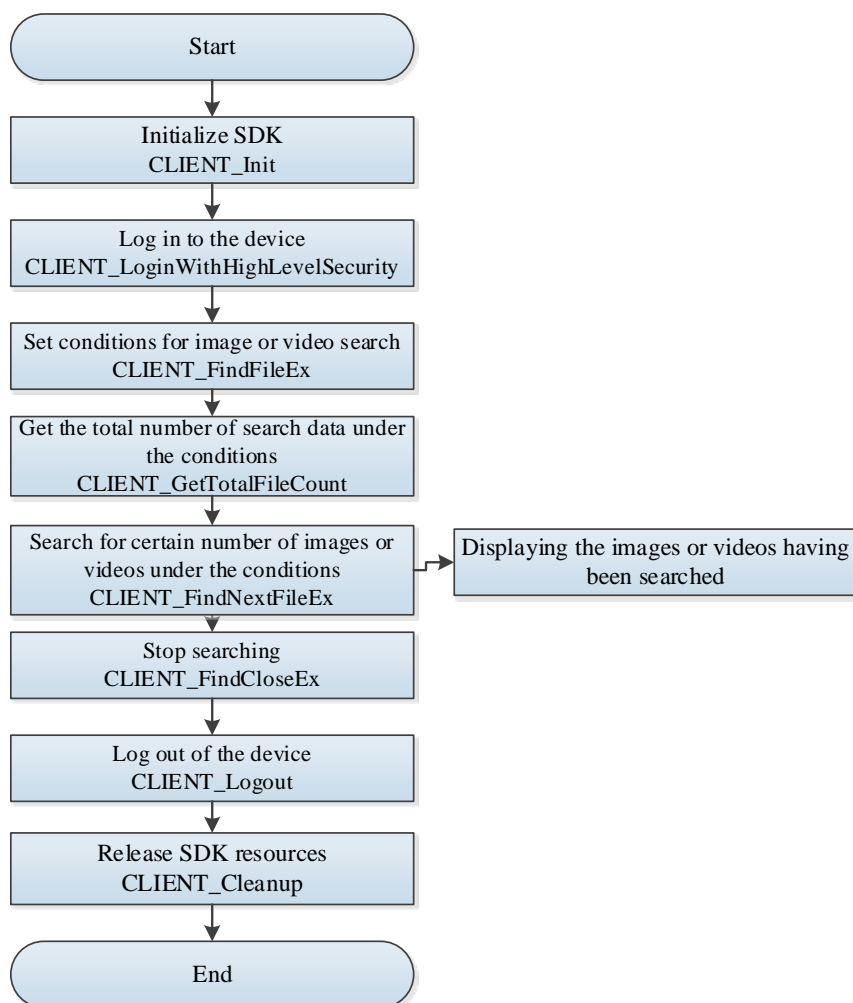 Start
Initialize SDK
CLIENT_Init
Log in to the device
CLIENT_LoginWithHighLevelSecurity
Set conditions for image or video search
CLIENT_FindFileEx
Get the total number of search data under
the conditions
CLIENT_GetTotalFileCount
Search for certain number of images or
videos under the conditions
CLIENT_FindNextFileEx
Displaying the images or videos having
been searched
Stop searching
CLIENT_FindCloseEx
Log out of the device
CLIENT_Logout
Release SDK resources
CLIENT_Cleanup
End